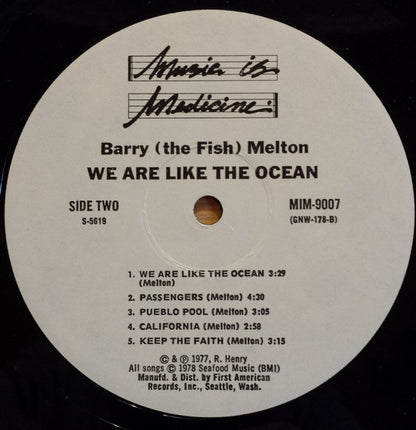 Music is
Medicine:
Barry (the Fish) Melton
WE ARE LIKE THE OCEAN
SIDE TWO MIM-9007
S-5619 (GNW-178-B)
1. WE ARE LIKE THE OCEAN 3:29
(Melton)
2. PASSENGERS (Melton) 4:30
3. PUEBLO POOL (Melton) 3:05
4. CALIFORNIA (Melton) 2:58
5. KEEP THE FAITH (Melton) 3:15
© & ℗ 1977, R. Henry
All songs © 1978 Seafood Music (BMI)
Manufd. & Dist. by First American
Records, Inc., Seattle, Wash.